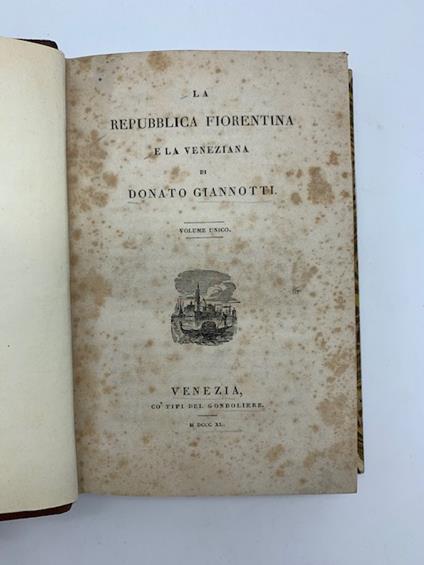 LA
REPUBBLICA FIORENTINA
E LA VENEZIANA
DI
DONATO GIANNOTTI.
VOLUME UNICO.
VENEZIA,
CO' TIPI DEL GONDOLIERE.
M DCCC XL.